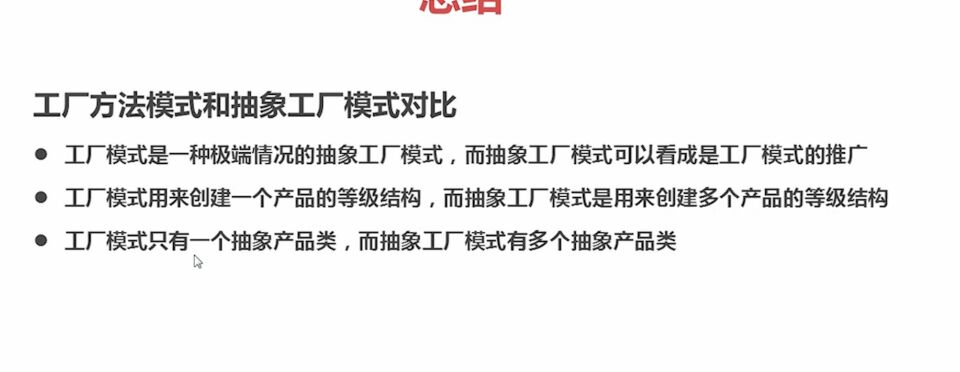 总结
工厂方法模式和抽象工厂模式对比
● 工厂模式是一种极端情况的抽象工厂模式，而抽象工厂模式可以看成是工厂模式的推广
● 工厂模式用来创建一个产品的等级结构，而抽象工厂模式是用来创建多个产品的等级结构
● 工厂模式只有一个抽象产品类，而抽象工厂模式有多个抽象产品类